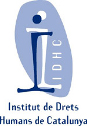 IDHC
Institut de Drets
Humans de Catalunya